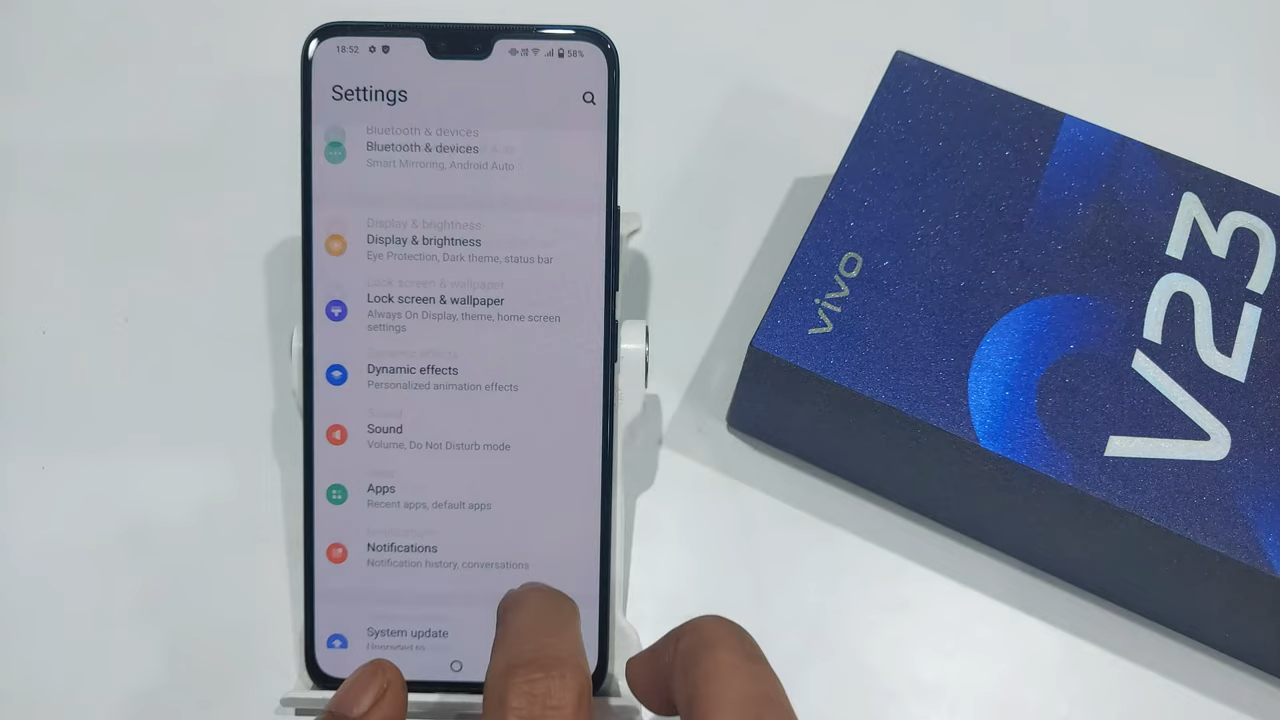 18:52
58%
Settings
Bluetooth & devices
Bluetooth & devices
Smart Mirroring, Android Auto
Display & brightness
Display & brightness
Eye Protection, Dark theme, status bar
Lock screen & wallpaper
Lock screen & wallpaper
Always On Display, theme, home screen
settings
Dynamic effects
Dynamic effects
Personalized animation effects
Sound
Sound
Volume, Do Not Disturb mode
Apps
Apps
Recent apps, default apps
Notifications
Notifications
Notification history, conversations
System update
vivo
V23